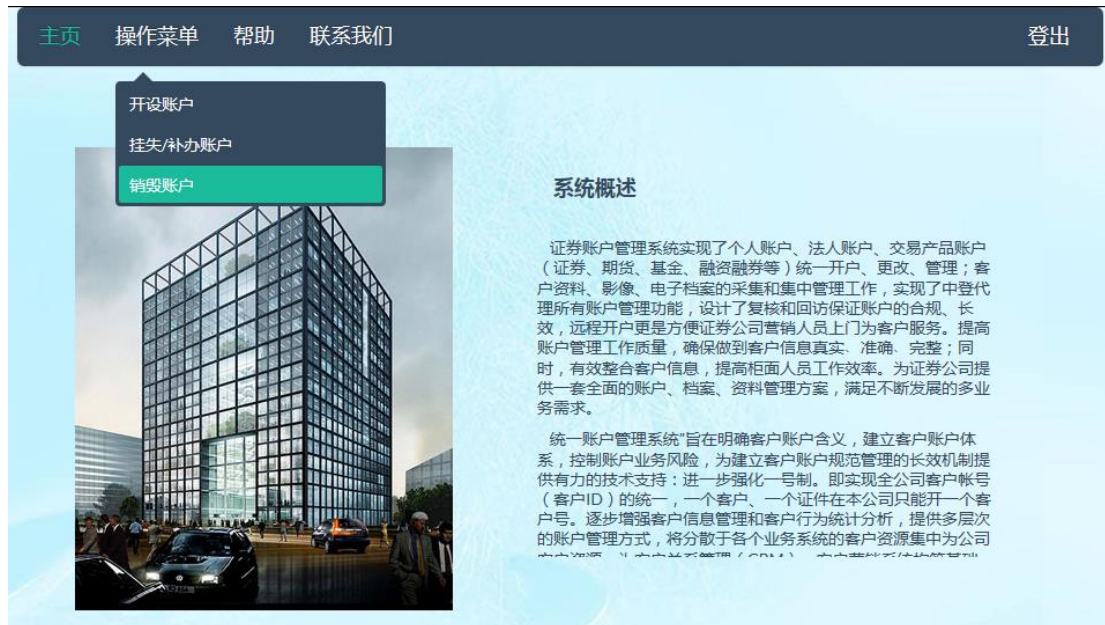 主页 操作菜单 帮助 联系我们 登出
开设账户
挂失/补办账户
销毁账户
系统概述
证券账户管理系统实现了个人账户、法人账户、交易产品账户
(证券、期货、基金、融资融券等)统一开户、更改、管理;客
户资料、影像、电子档案的采集和集中管理工作,实现了中登代
理所有账户管理功能,设计了复核和回访保证账户的合规、长
效,远程开户更是方便证券公司营销人员上门为客户服务。提高
账户管理工作质量,确保做到客户信息真实、准确、完整;同
时,有效整合客户信息,提高柜面人员工作效率。为证券公司提
供一套全面的账户、档案、资料管理方案,满足不断发展的多业
务需求。
统一账户管理系统"旨在明确客户账户含义,建立客户账户体
系,控制账户业务风险,为建立客户账户规范管理的长效机制提
供有力的技术支持:进一步强化一号制。即实现全公司客户帐号
(客户ID)的统一,一个客户、一个证件在本公司只能开一个客
户号。逐步增强客户信息管理和客户行为统计分析,提供多层次
的账户管理方式,将分散于各个业务系统的客户资源集中为公司